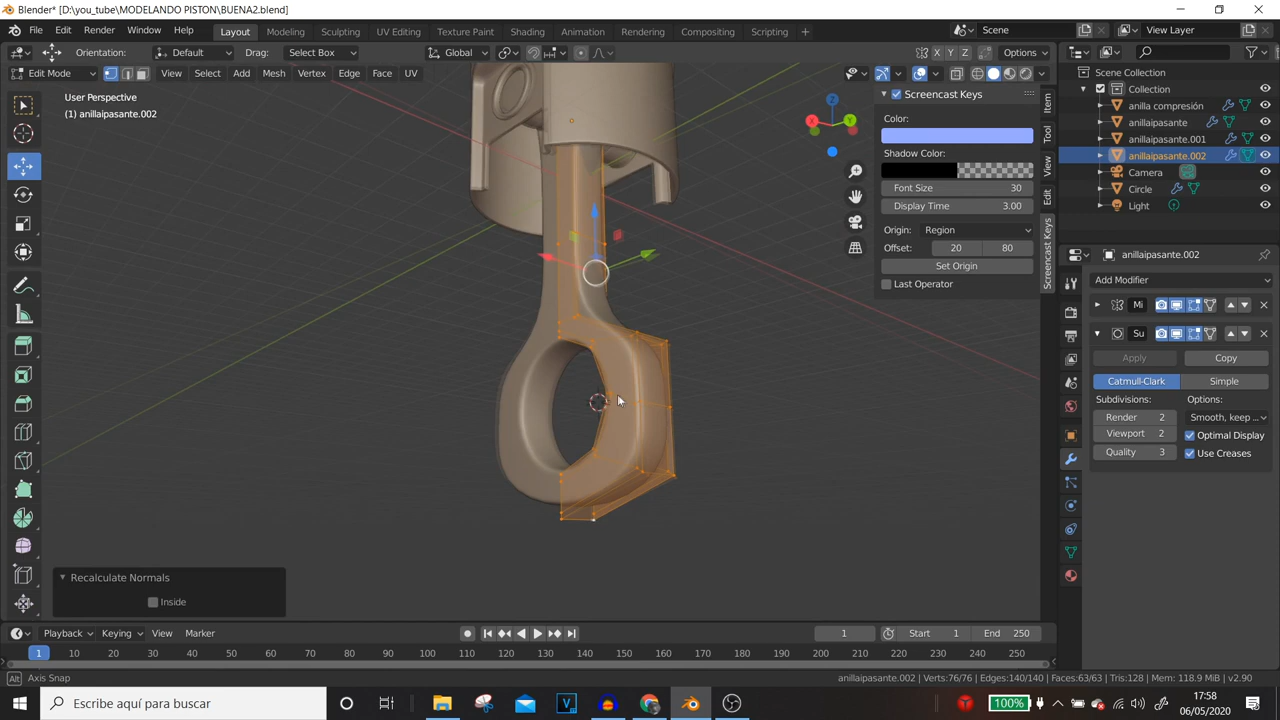 Blender* [D:\you_tube\MODELANDO PISTON\BUENA2.blend]
File Edit Render Window Help Layout Modeling Sculpting UV Editing Texture Paint Shading Animation Rendering Compositing Scripting + Scene View Layer
Orientation: Default Drag: Select Box Global X Y Z Options
Edit Mode View Select Add Mesh Vertex Edge Face UV
User Perspective
(1) anillaipasante.002
Screencast Keys
Color:
Shadow Color:
Font Size 30
Display Time 3.00
Origin: Region
Offset: 20 80
Set Origin
Last Operator
Item
Tool
View
Edit
Screencast Keys
Scene Collection
Collection
anilla compresión
anillaipasante
anillaipasante.001
anillaipasante.002
Camera
Circle
Light
anillaipasante.002
Add Modifier
Mi
Su
Apply Copy
Catmull-Clark Simple
Subdivisions: Options:
Render 2 Smooth, keep ...
Viewport 2 Optimal Display
Quality 3 Use Creases
Recalculate Normals
Inside
Playback Keying View Marker 1 Start 1 End 250
1 10 20 30 40 50 60 70 80 90 100 110 120 130 140 150 160 170 180 190 200 210 220 230 240 250
Alt Axis Snap anillaipasante.002 | Verts:76/76 | Edges:140/140 | Faces:63/63 | Tris:128 | Mem: 118.9 MiB | v2.90
Escribe aquí para buscar 100% 17:58
06/05/2020